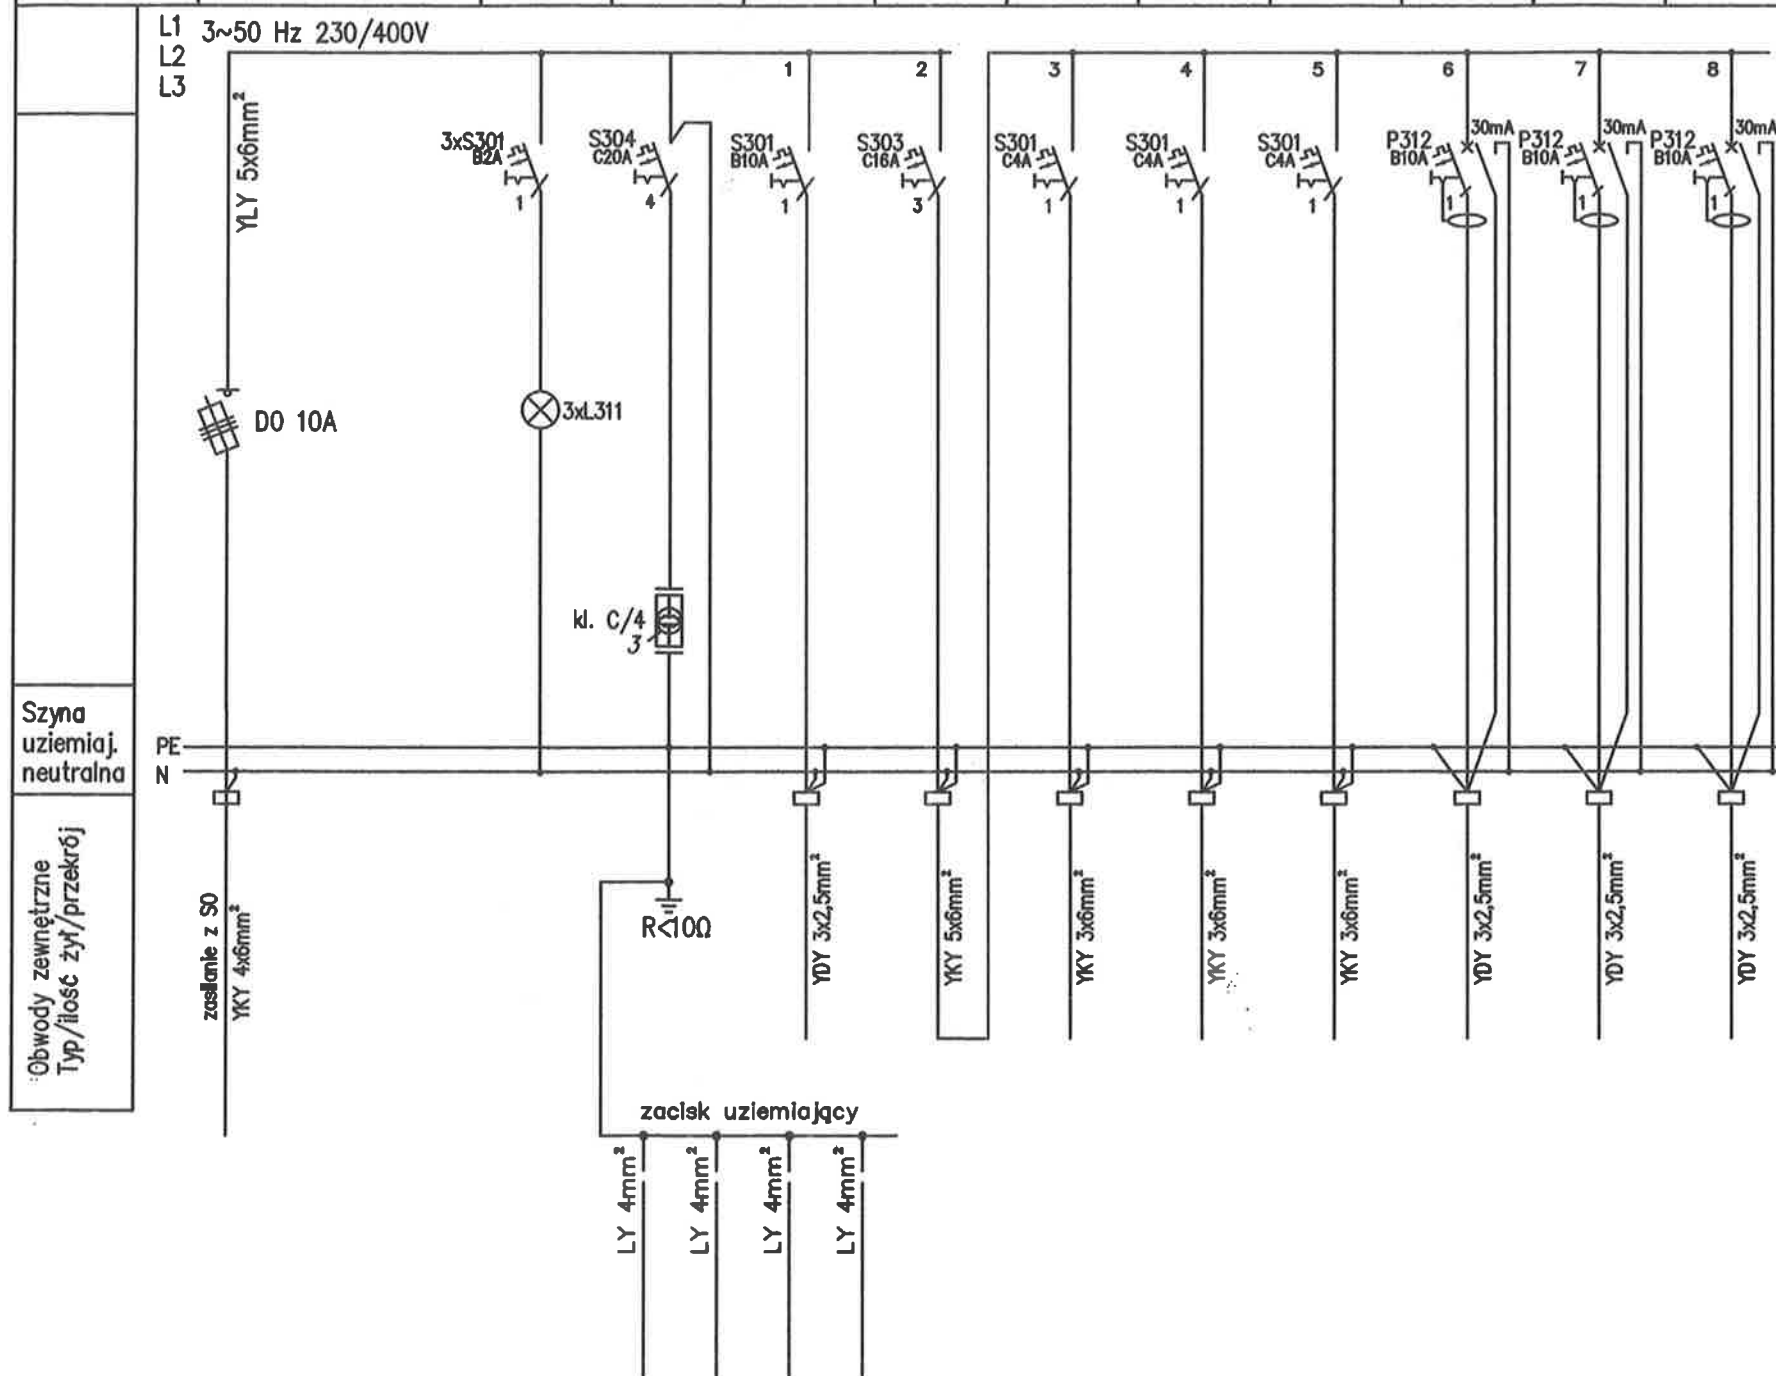 L1 3~50 Hz 230/400V
L2
L3
1
2
3
4
5
6
7
8
YLY 5x6mm²
3xS301
B2A
1
S304
C20A
4
S301
B10A
1
S303
C16A
3
S301
C4A
1
S301
C4A
1
S301
C4A
1
P312
B10A
30mA
1
P312
B10A
30mA
1
P312
B10A
30mA
1
D0 10A
3xL311
kl. C/4
3
Szyna
uziemiaj.
neutralna
PE
N
Obwody zewnętrzne
Typ/ilość żył/przekrój
zasilanie z SO
YKY 4x6mm²
R<10Ω
YDY 3x2,5mm²
YKY 5x6mm²
YKY 3x6mm²
YKY 3x6mm²
YKY 3x6mm²
YDY 3x2,5mm²
YDY 3x2,5mm²
YDY 3x2,5mm²
zacisk uziemiający
LY 4mm²
LY 4mm²
LY 4mm²
LY 4mm²